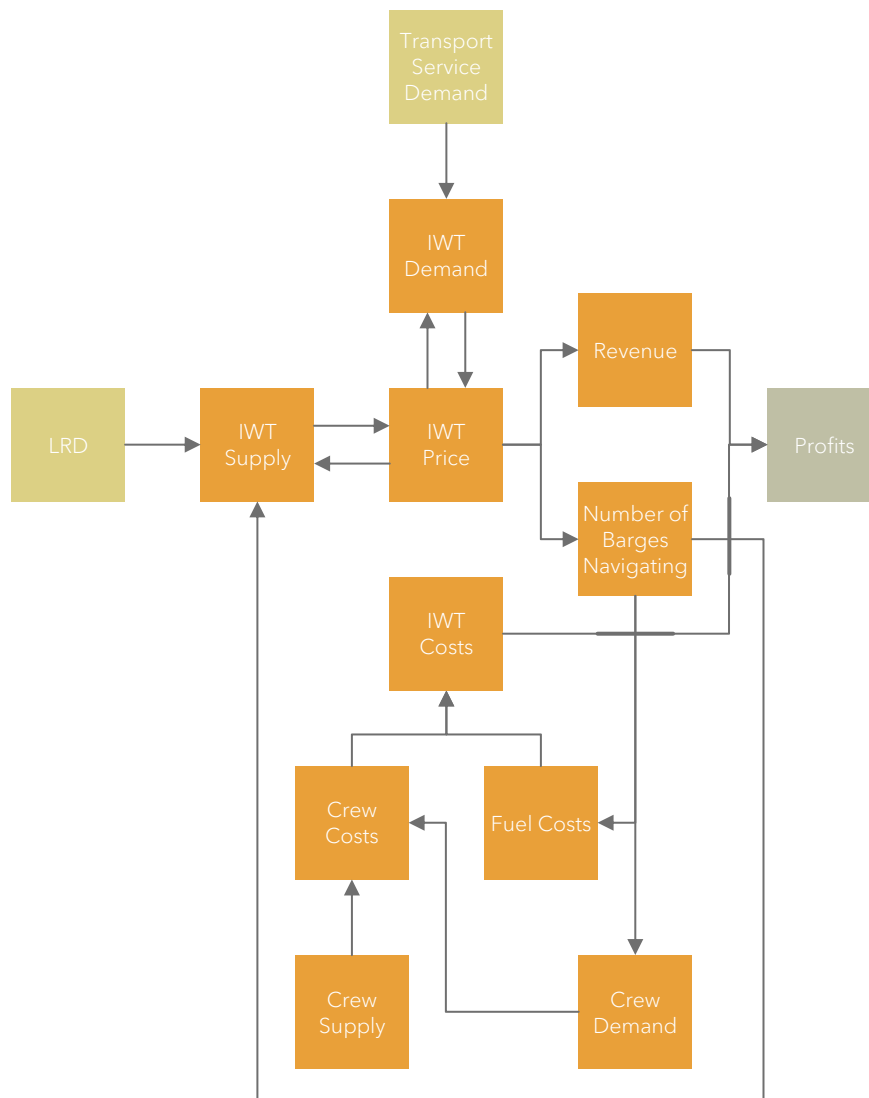 Transport
Service
Demand
IWT
Demand
Revenue
LRD
IWT
Supply
IWT
Price
Profits
Number of
Barges
Navigating
IWT
Costs
Crew
Costs
Fuel Costs
Crew
Supply
Crew
Demand